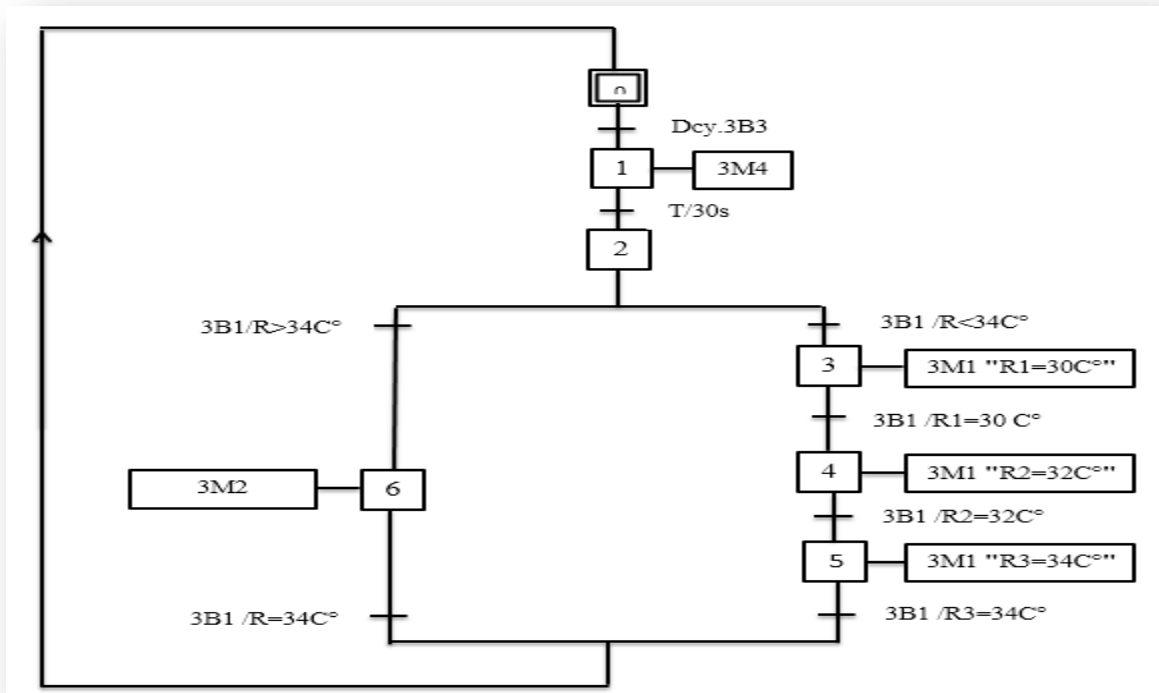 0
Dcy.3B3
1
3M4
T/30s
2
3B1/R>34C°
3B1 /R<34C°
3
3M1 "R1=30C°"
3B1 /R1=30 C°
4
3M1 "R2=32C°"
3M2
6
3B1 /R2=32C°
5
3M1 "R3=34C°"
3B1 /R=34C°
3B1 /R3=34C°